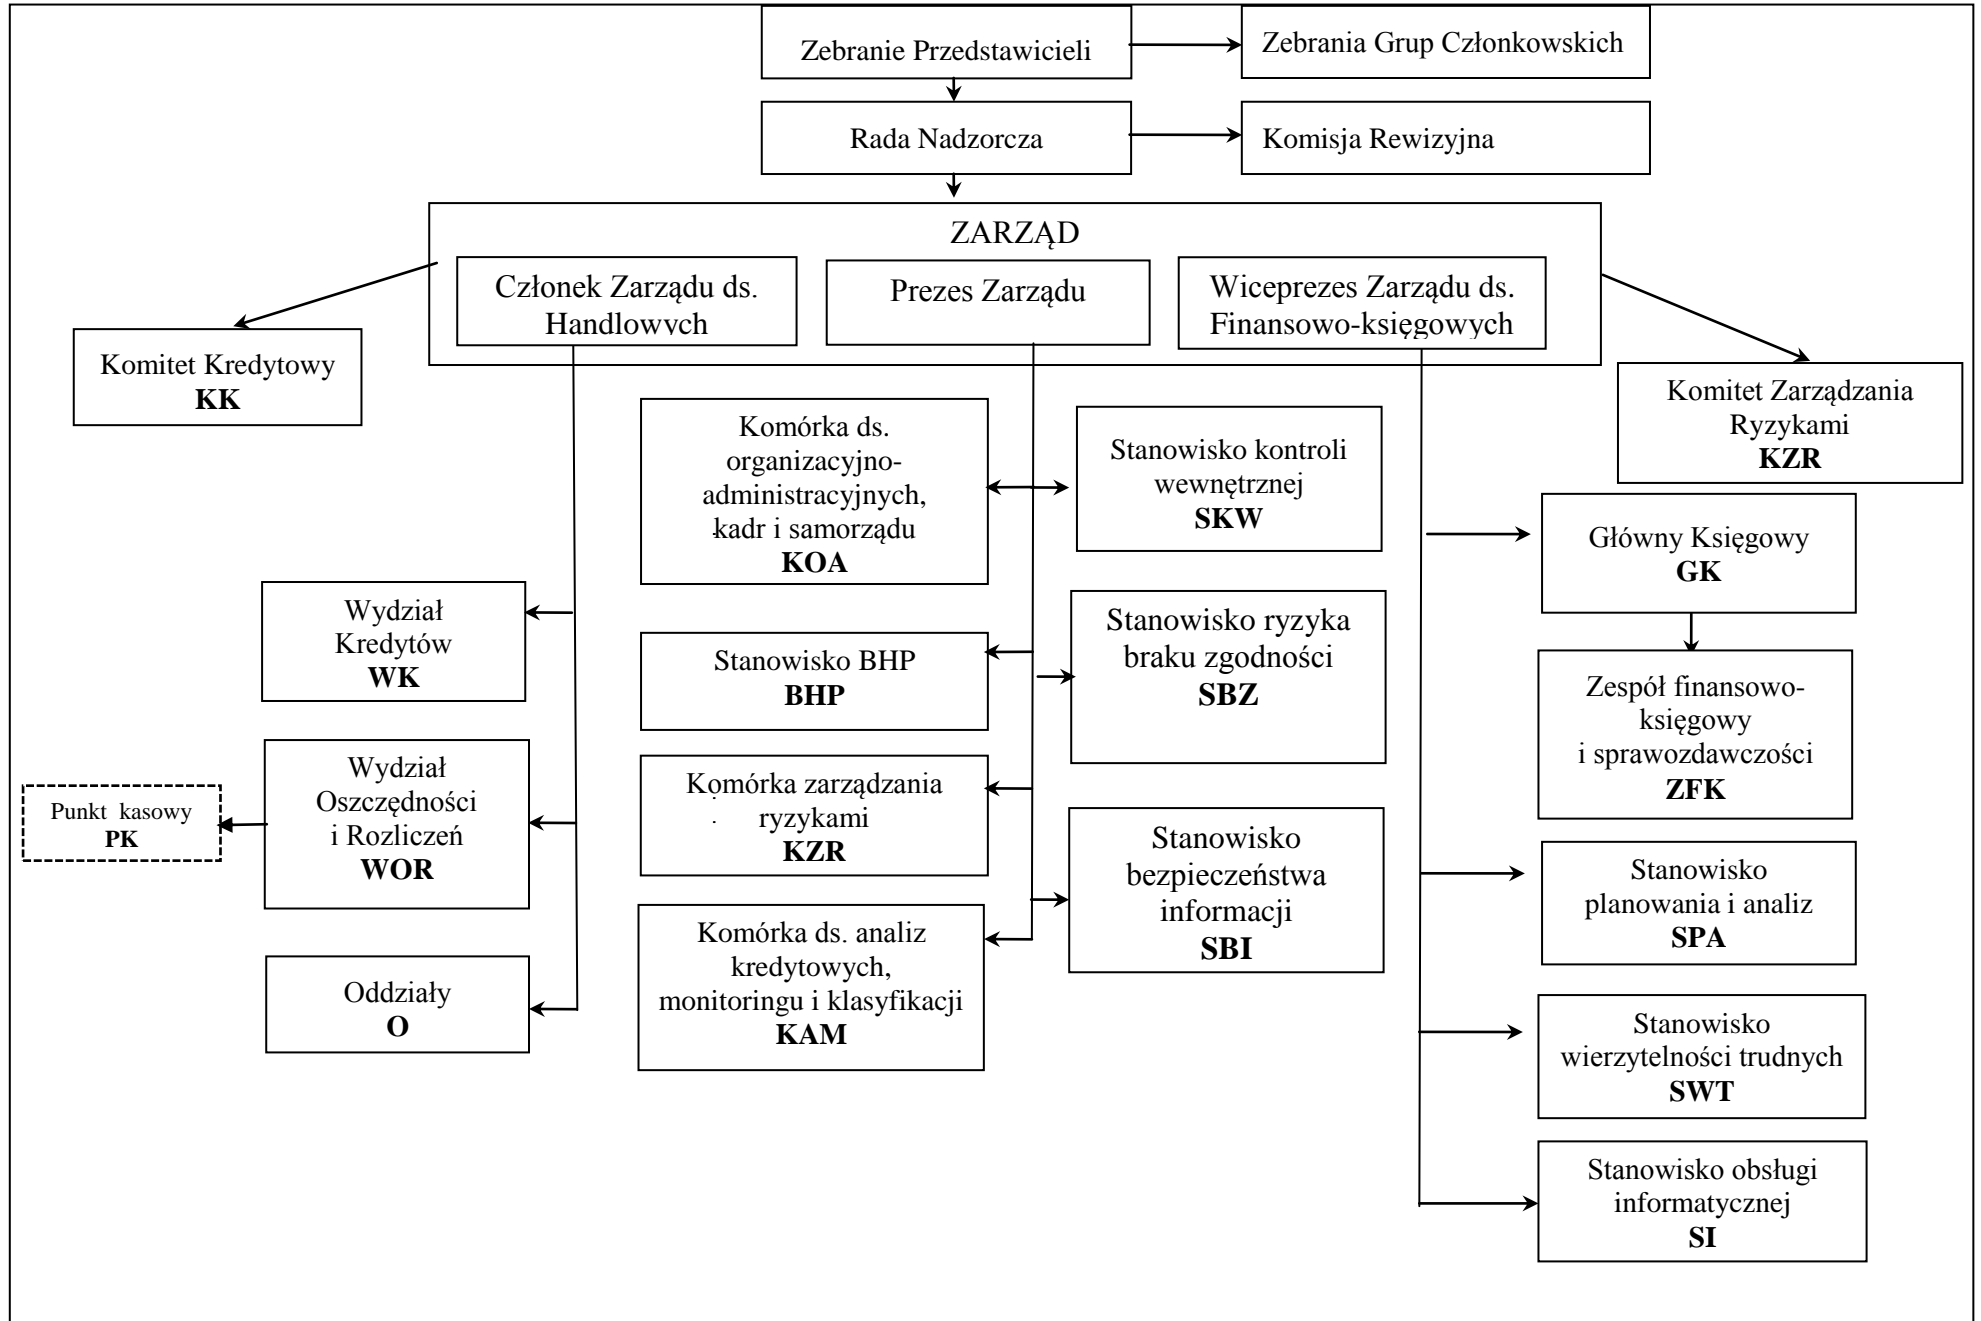 Zebranie Przedstawicieli
Zebrania Grup Członkowskich
Rada Nadzorcza
Komisja Rewizyjna
ZARZĄD
Członek Zarządu ds.
Handlowych
Prezes Zarządu
Wiceprezes Zarządu ds.
Finansowo-księgowych
Komitet Kredytowy
KK
Komitet Zarządzania
Ryzykami
KZR
Komórka ds.
organizacyjno-
administracyjnych,
kadr i samorządu
KOA
Stanowisko kontroli
wewnętrznej
SKW
Główny Księgowy
GK
Wydział
Kredytów
WK
Stanowisko BHP
BHP
Stanowisko ryzyka
braku zgodności
SBZ
Zespół finansowo-
księgowy
i sprawozdawczości
ZFK
Wydział
Oszczędności
i Rozliczeń
WOR
Punkt kasowy
PK
Komórka zarządzania
ryzykami
KZR
Stanowisko
bezpieczeństwa
informacji
SBI
Stanowisko
planowania i analiz
SPA
Oddziały
O
Komórka ds. analiz
kredytowych,
monitoringu i klasyfikacji
KAM
Stanowisko
wierzytelności trudnych
SWT
Stanowisko obsługi
informatycznej
SI